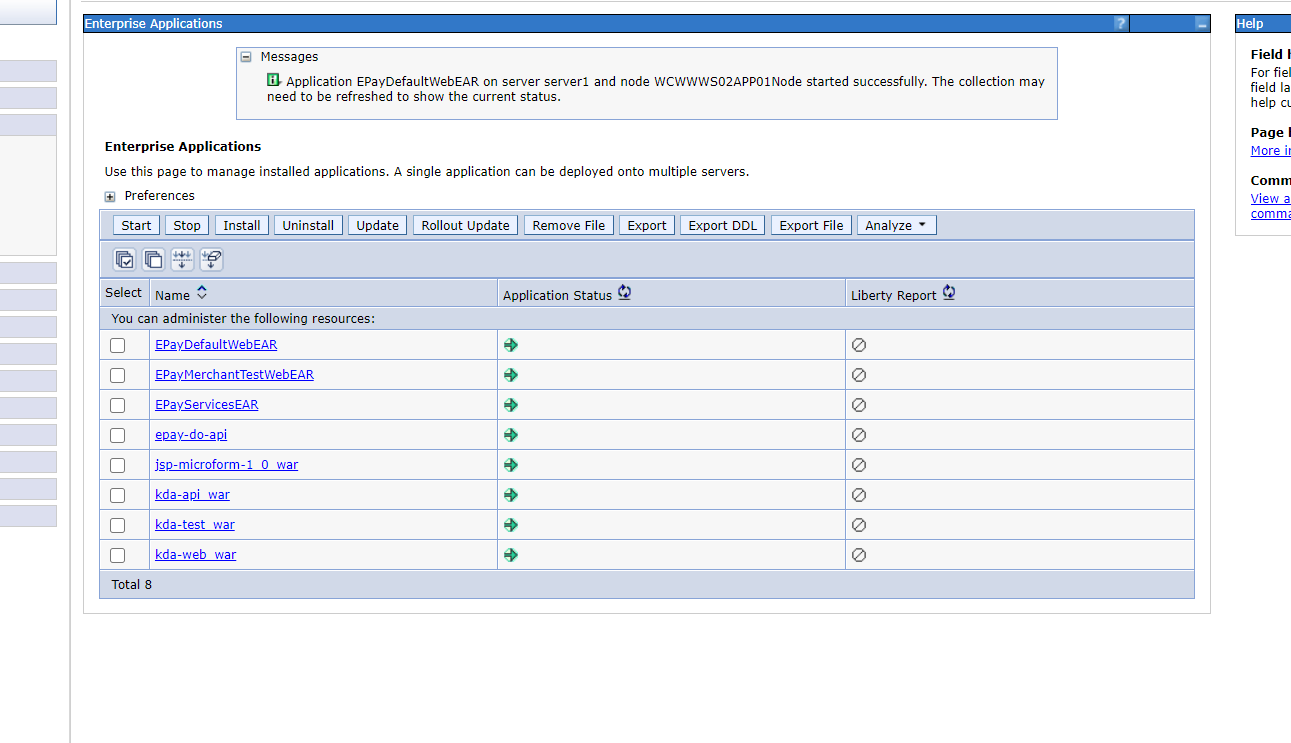 Enterprise Applications
?
Help
Messages
Application EPayDefaultWebEAR on server server1 and node WCWWWS02APP01Node started successfully. The collection may
need to be refreshed to show the current status.
Field
For
field
help
Page
More
View a
Enterprise Applications
Use this page to manage installed applications. A single application can be deployed onto multiple servers.
Preferences
Start Stop Install Uninstall Update Rollout Update Remove File Export Export DDL Export File Analyze
Select Name Application Status Liberty Report
You can administer the following resources:
EPayDefaultWebEAR
EPayMerchantTestWebEAR
EPayServicesEAR
epay-do-api
jsp-microform-1_0_war
kda-api_war
kda-test_war
kda-web_war
Total 8